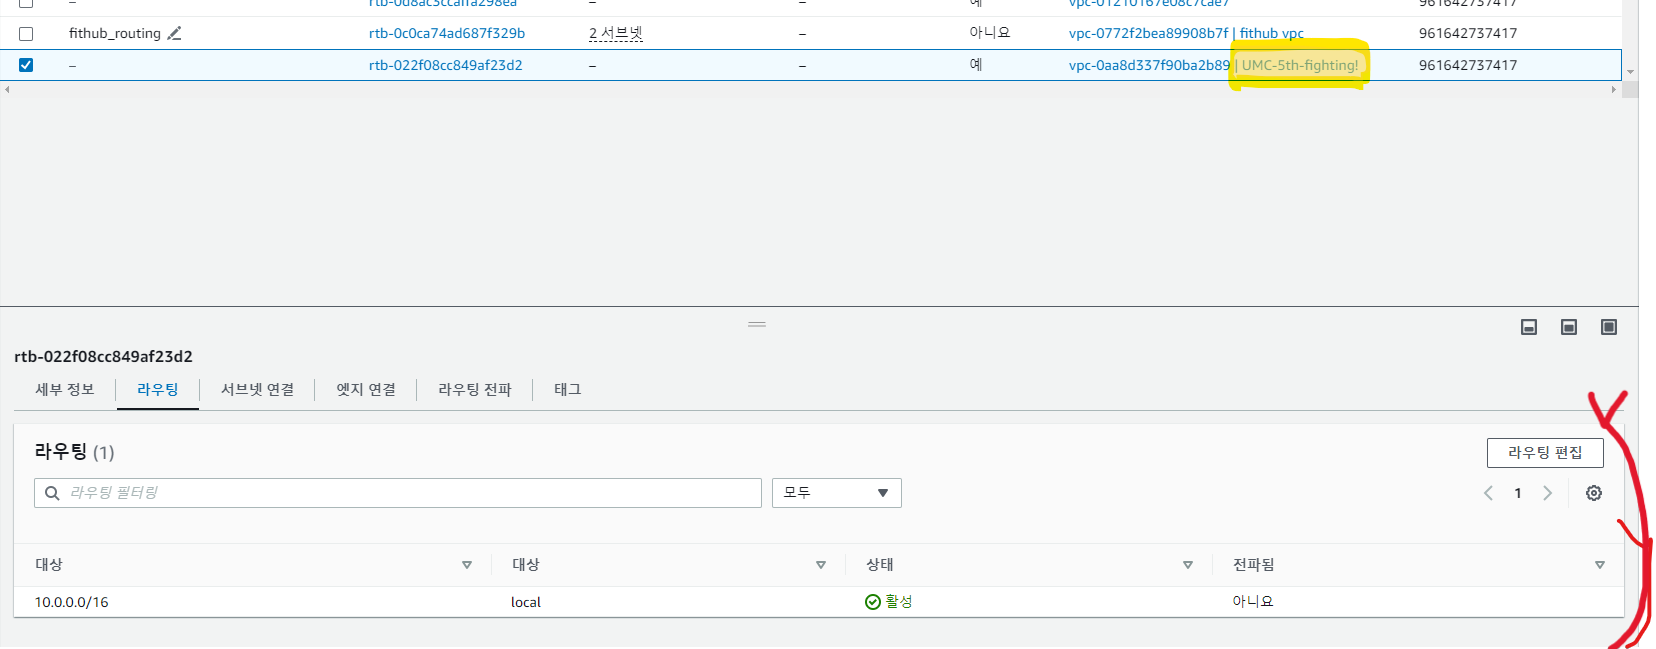 – rtb-0d8ac3ccaffa298ea – – 예 vpc-01210167e08c7cae7 961642737417
fithub_routing rtb-0c0ca74ad687f329b 2 서브넷 – 아니요 vpc-0772f2bea89908b7f | fithub vpc 961642737417
– rtb-022f08cc849af23d2 – – 예 vpc-0aa8d337f90ba2b89 | UMC-5th-fighting! 961642737417
rtb-022f08cc849af23d2
세부 정보 라우팅 서브넷 연결 엣지 연결 라우팅 전파 태그
라우팅 (1) 라우팅 편집
라우팅 필터링 모두 1
대상 대상 상태 전파됨
10.0.0.0/16 local 활성 아니요